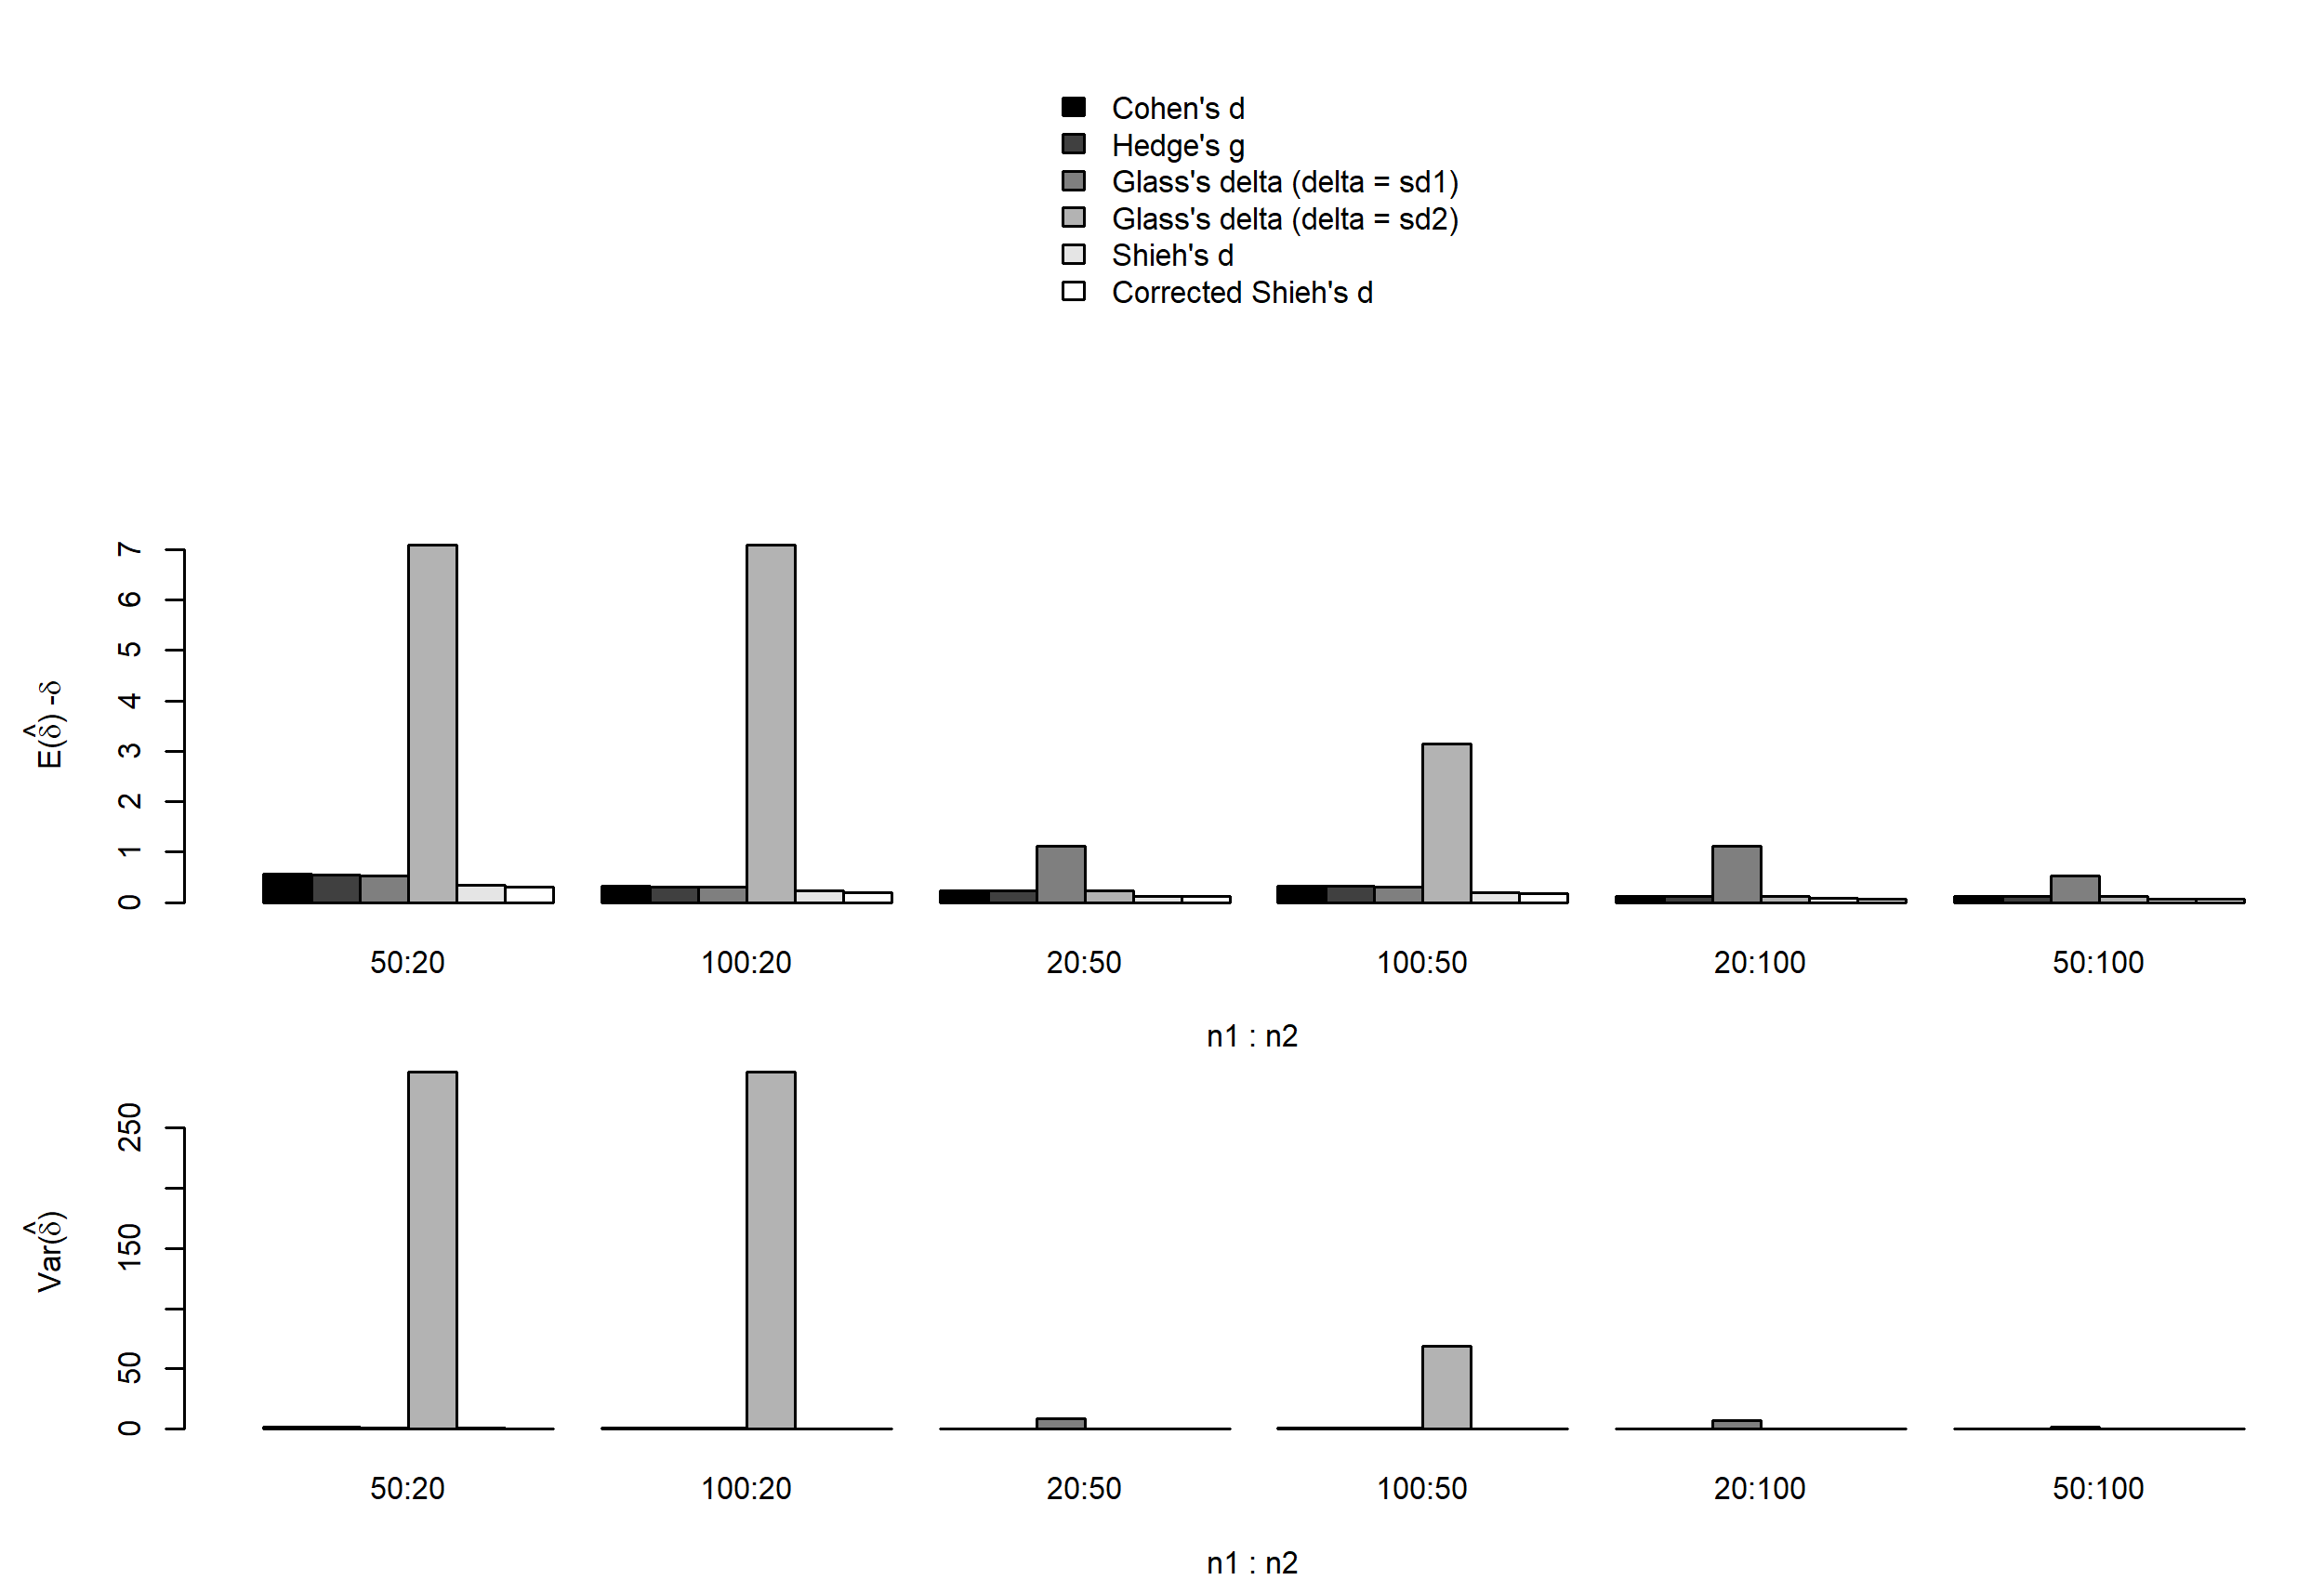 Cohen's d
Hedge's g
Glass's delta (delta = sd1)
Glass's delta (delta = sd2)
Shieh's d
Corrected Shieh's d
E(δ̂) -δ
7
6
5
4
3
2
1
0
50:20 100:20 20:50 100:50 20:100 50:100
n1 : n2
Var(δ̂)
250
150
50
0
50:20 100:20 20:50 100:50 20:100 50:100
n1 : n2